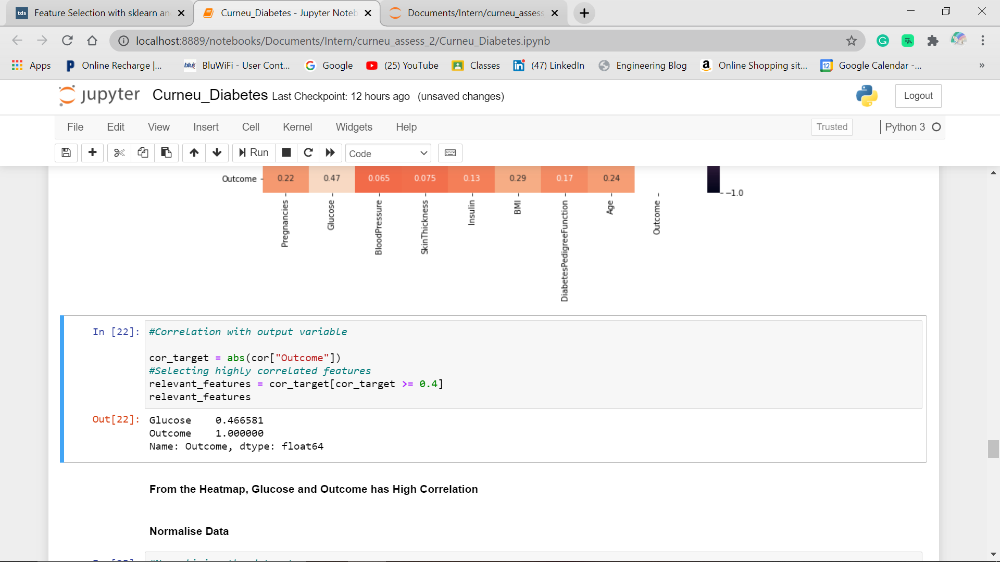 tds Feature Selection with sklearn an
Curneu_Diabetes - Jupyter Noteb
Documents/Intern/curneu_assess
localhost:8889/notebooks/Documents/Intern/curneu_assess_2/Curneu_Diabetes.ipynb
Apps Online Recharge |... BluWiFi - User Cont... Google (25) YouTube Classes (47) LinkedIn Engineering Blog Online Shopping sit... 12 Google Calendar -... »
jupyter Curneu_Diabetes Last Checkpoint: 12 hours ago (unsaved changes) Logout
File Edit View Insert Cell Kernel Widgets Help Trusted Python 3
Run Code
Outcome 0.22 0.47 0.065 0.075 0.13 0.29 0.17 0.24
−1.0
Pregnancies
Glucose
BloodPressure
SkinThickness
Insulin
BMI
DiabetesPedigreeFunction
Age
Outcome
In [22]: #Correlation with output variable
cor_target = abs(cor["Outcome"])
#Selecting highly correlated features
relevant_features = cor_target[cor_target >= 0.4]
relevant_features
Out[22]: Glucose 0.466581
Outcome 1.000000
Name: Outcome, dtype: float64
From the Heatmap, Glucose and Outcome has High Correlation
Normalise Data